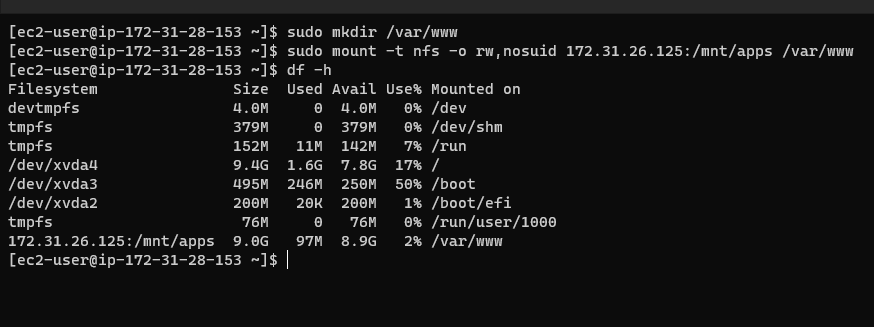 [ec2-user@ip-172-31-28-153 ~]$ sudo mkdir /var/www
[ec2-user@ip-172-31-28-153 ~]$ sudo mount -t nfs -o rw,nosuid 172.31.26.125:/mnt/apps /var/www
[ec2-user@ip-172-31-28-153 ~]$ df -h
Filesystem                Size  Used Avail Use% Mounted on
devtmpfs                  4.0M     0  4.0M   0% /dev
tmpfs                     379M     0  379M   0% /dev/shm
tmpfs                     152M   11M  142M   7% /run
/dev/xvda4                9.4G  1.6G  7.8G  17% /
/dev/xvda3                495M  246M  250M  50% /boot
/dev/xvda2                200M   20K  200M   1% /boot/efi
tmpfs                      76M     0   76M   0% /run/user/1000
172.31.26.125:/mnt/apps  9.0G   97M  8.9G   2% /var/www
[ec2-user@ip-172-31-28-153 ~]$